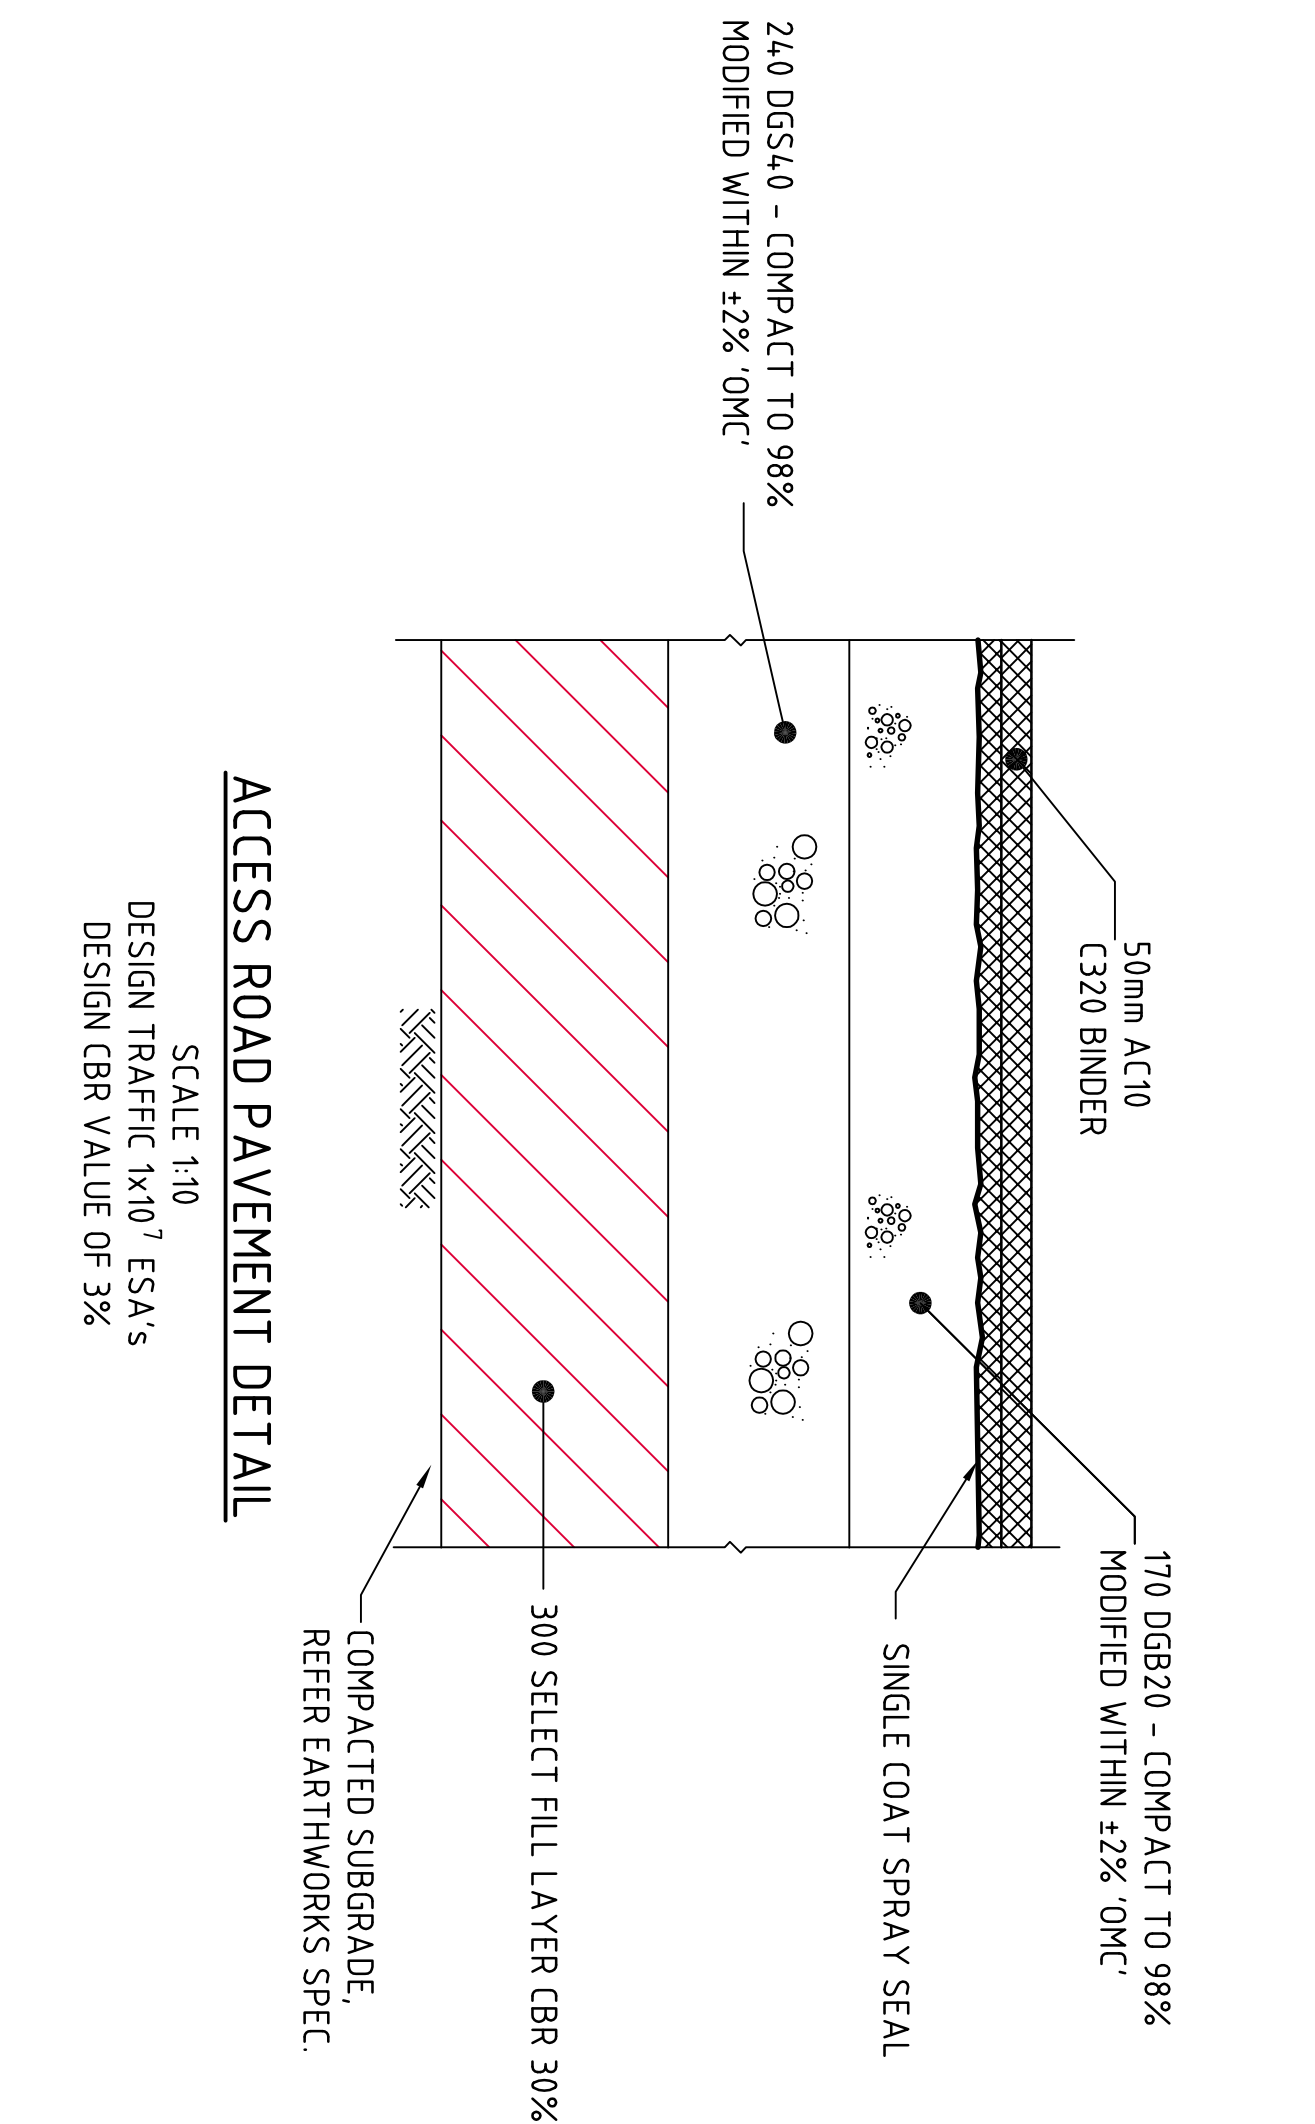 50mm AC10
C320 BINDER
170 DGB20 - COMPACT TO 98%
MODIFIED WITHIN ±2% 'OMC'
240 DGS40 - COMPACT TO 98%
MODIFIED WITHIN ±2% 'OMC'
SINGLE COAT SPRAY SEAL
300 SELECT FILL LAYER CBR 30%
COMPACTED SUBGRADE,
REFER EARTHWORKS SPEC.
ACCESS ROAD PAVEMENT DETAIL
SCALE 1:10
DESIGN TRAFFIC 1x10⁷ ESA's
DESIGN CBR VALUE OF 3%